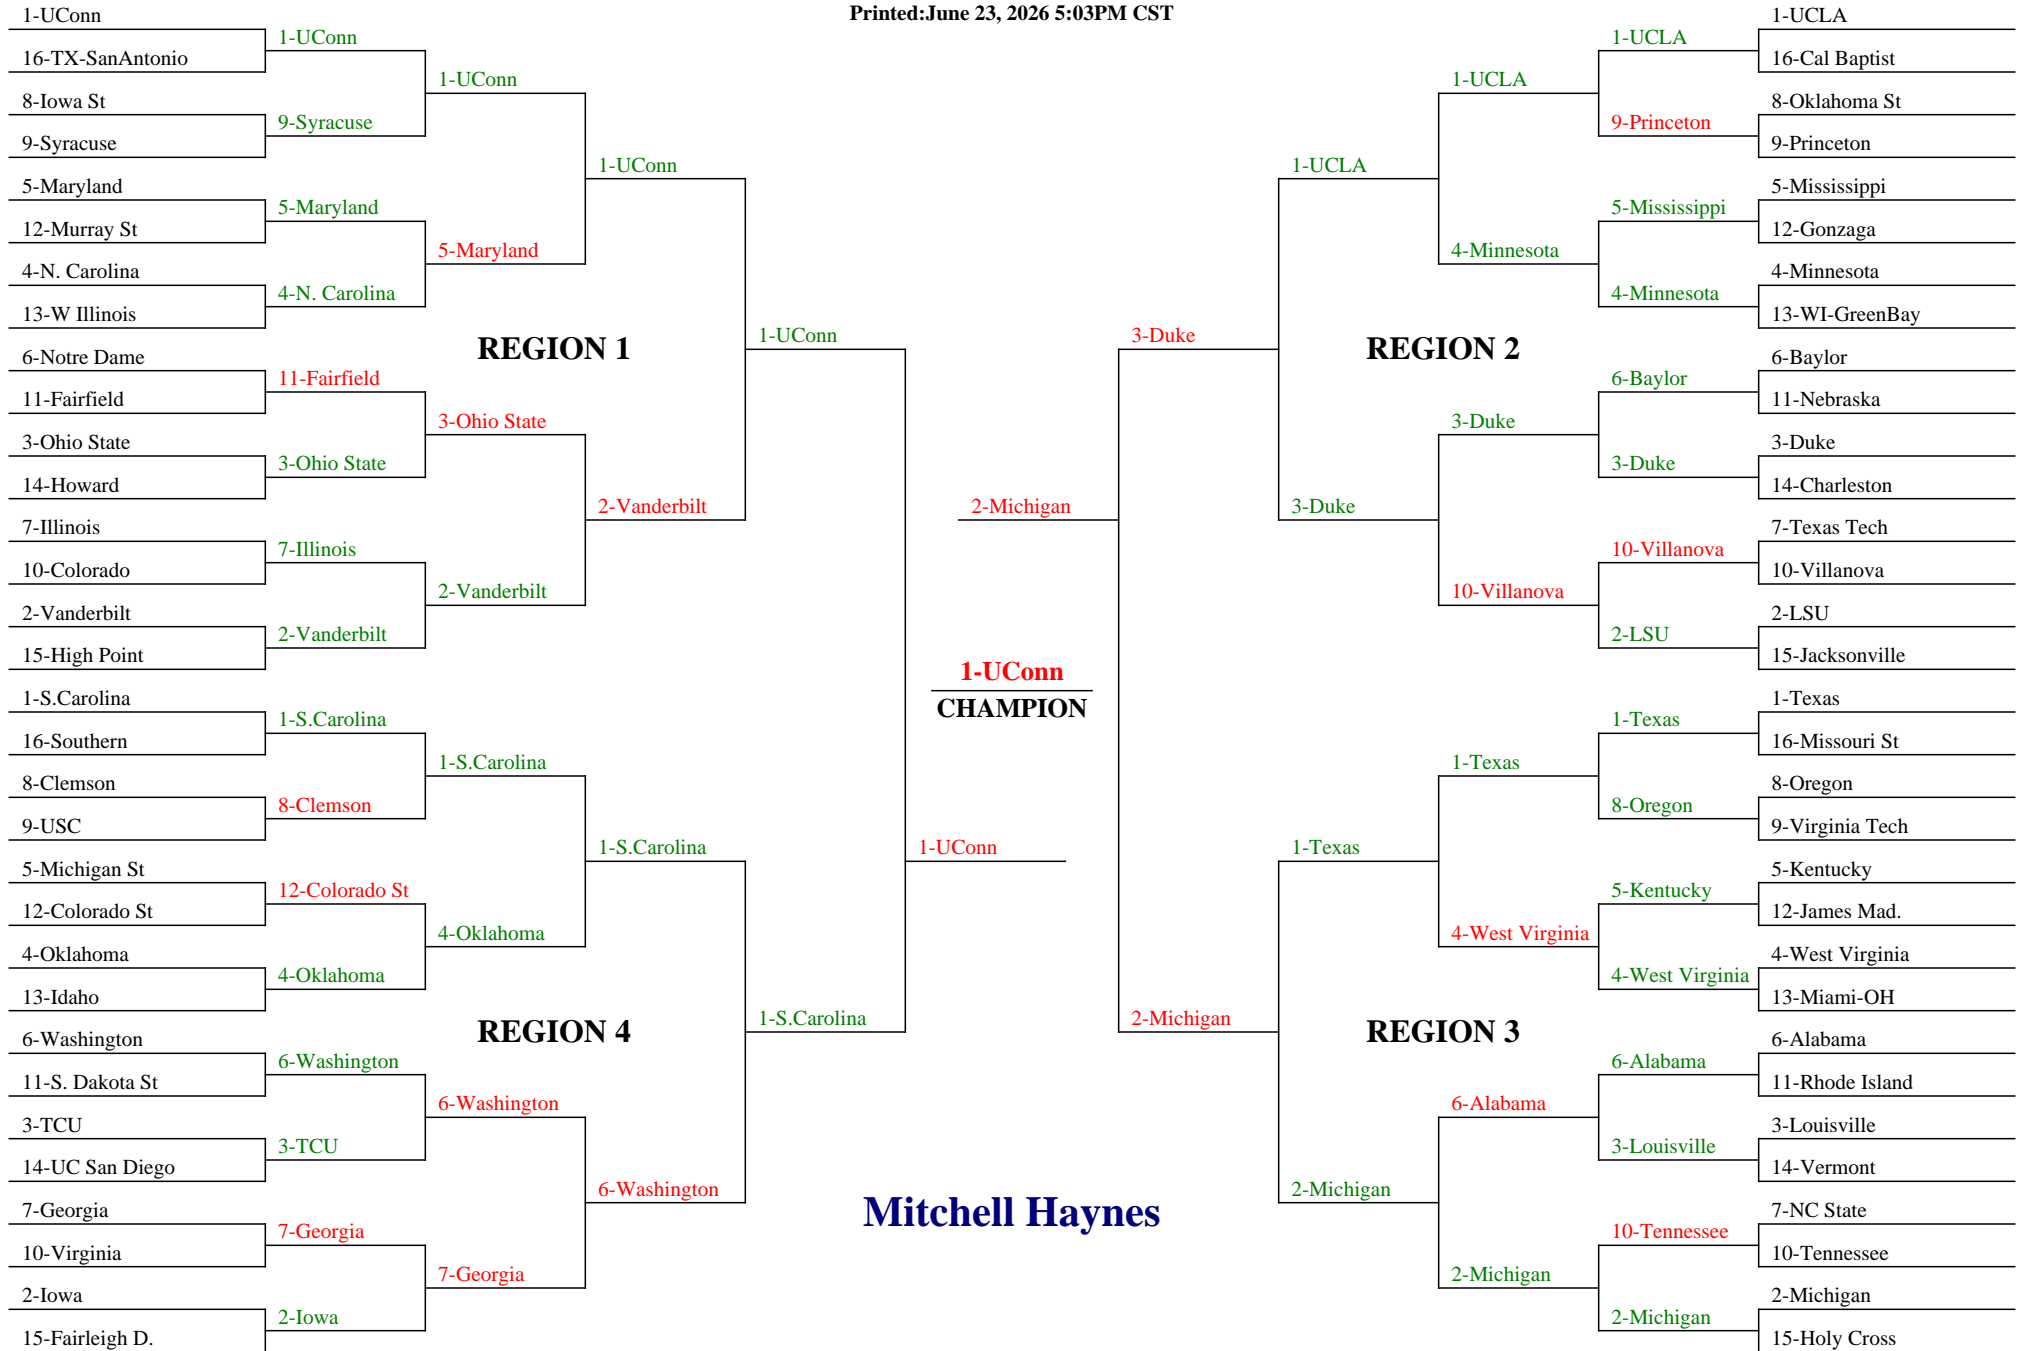 Printed:June 23, 2026 5:03PM CST
1-UConn
16-TX-SanAntonio
8-Iowa St
9-Syracuse
5-Maryland
12-Murray St
4-N. Carolina
13-W Illinois
6-Notre Dame
11-Fairfield
3-Ohio State
14-Howard
7-Illinois
10-Colorado
2-Vanderbilt
15-High Point
1-S.Carolina
16-Southern
8-Clemson
9-USC
5-Michigan St
12-Colorado St
4-Oklahoma
13-Idaho
6-Washington
11-S. Dakota St
3-TCU
14-UC San Diego
7-Georgia
10-Virginia
2-Iowa
15-Fairleigh D.
1-UConn
9-Syracuse
5-Maryland
4-N. Carolina
11-Fairfield
3-Ohio State
7-Illinois
2-Vanderbilt
1-S.Carolina
8-Clemson
12-Colorado St
4-Oklahoma
6-Washington
3-TCU
7-Georgia
2-Iowa
1-UConn
5-Maryland
3-Ohio State
2-Vanderbilt
1-S.Carolina
4-Oklahoma
6-Washington
7-Georgia
REGION 1
REGION 4
1-UConn
2-Vanderbilt
1-S.Carolina
6-Washington
1-UConn
1-S.Carolina
1-UConn
1-UConn
CHAMPION
Mitchell Haynes
2-Michigan
3-Duke
2-Michigan
1-UCLA
3-Duke
1-Texas
2-Michigan
REGION 2
REGION 3
1-UCLA
4-Minnesota
3-Duke
10-Villanova
1-Texas
4-West Virginia
6-Alabama
2-Michigan
1-UCLA
9-Princeton
5-Mississippi
4-Minnesota
6-Baylor
3-Duke
10-Villanova
2-LSU
1-Texas
8-Oregon
5-Kentucky
4-West Virginia
6-Alabama
3-Louisville
10-Tennessee
2-Michigan
1-UCLA
16-Cal Baptist
8-Oklahoma St
9-Princeton
5-Mississippi
12-Gonzaga
4-Minnesota
13-WI-GreenBay
6-Baylor
11-Nebraska
3-Duke
14-Charleston
7-Texas Tech
10-Villanova
2-LSU
15-Jacksonville
1-Texas
16-Missouri St
8-Oregon
9-Virginia Tech
5-Kentucky
12-James Mad.
4-West Virginia
13-Miami-OH
6-Alabama
11-Rhode Island
3-Louisville
14-Vermont
7-NC State
10-Tennessee
2-Michigan
15-Holy Cross